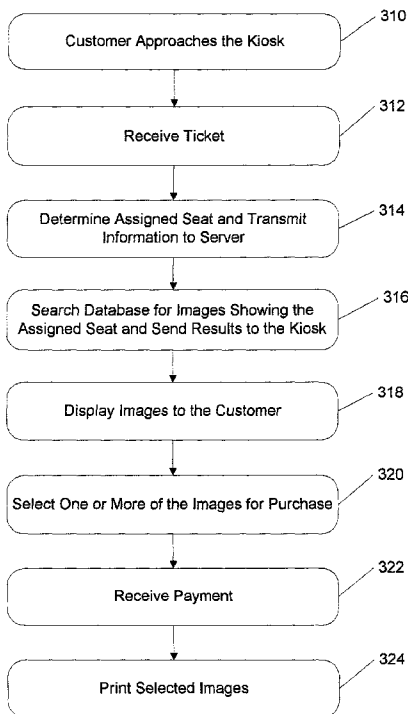 Customer Approaches the Kiosk
310
Receive Ticket
312
Determine Assigned Seat and Transmit
Information to Server
314
Search Database for Images Showing the
Assigned Seat and Send Results to the Kiosk
316
Display Images to the Customer
318
Select One or More of the Images for Purchase
320
Receive Payment
322
Print Selected Images
324